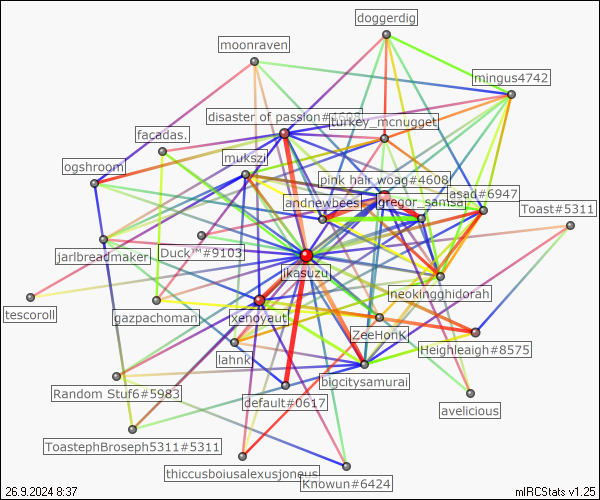 doggerdig
moonraven
mingus4742
disaster of passion#4608
turkey_mcnugget
facadas.
mukszi
ogshroom
pink hair woag#4608
asad#6947
andnewbees
gregor_samsa
Toast#5311
jarlbreadmaker
Duck™#9103
ikasuzu
neokingghidorah
tescoroll
gazpachoman
xenoyaut
ZeeHonK
Heighleaigh#8575
lahnk
bigcitysamurai
Random Stuf6#5983
default#0617
avelicious
ToastephBroseph5311#5311
thiccusboiusalexusjoneus
Knowun#6424
26.9.2024 8:37
mIRCStats v1.25